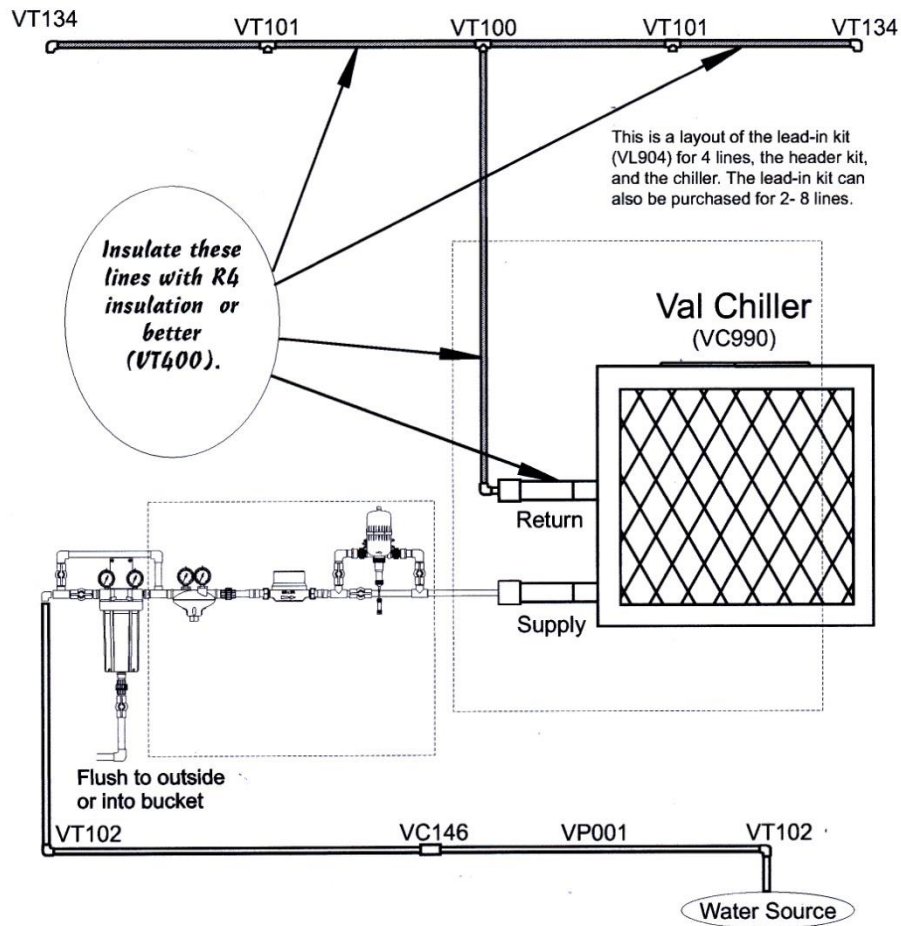 VT134
VT101
VT100
VT101
VT134
This is a layout of the lead-in kit
(VL904) for 4 lines, the header kit,
and the chiller. The lead-in kit can
also be purchased for 2- 8 lines.
Insulate these
lines with R4
insulation or
better
(VT400).
Val Chiller
(VC990)
Return
Supply
Flush to outside
or into bucket
VT102
VC146
VP001
VT102
Water Source